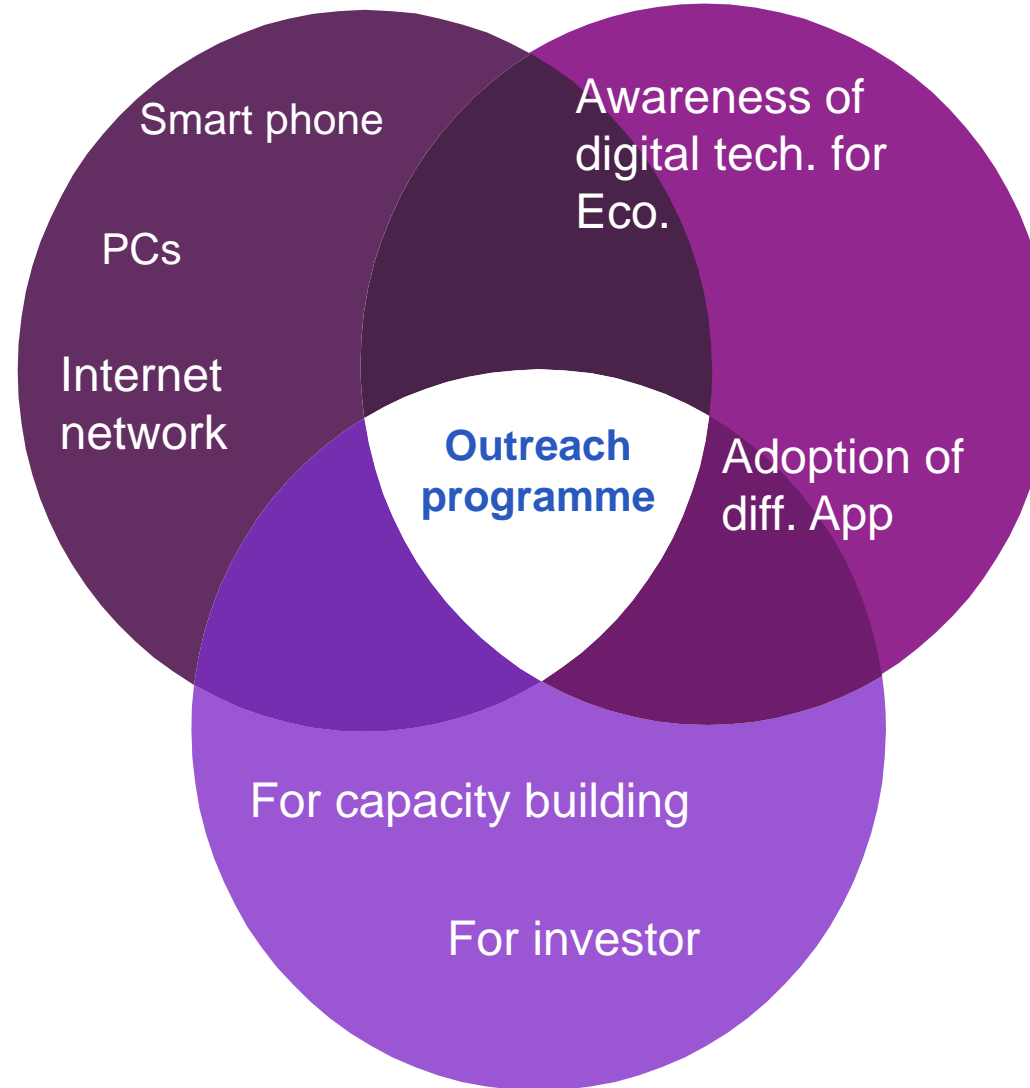 Smart phone
PCs
Internet
network
Awareness of
digital tech. for
Eco.
Outreach
programme
Adoption of
diff. App
For capacity building
For investor